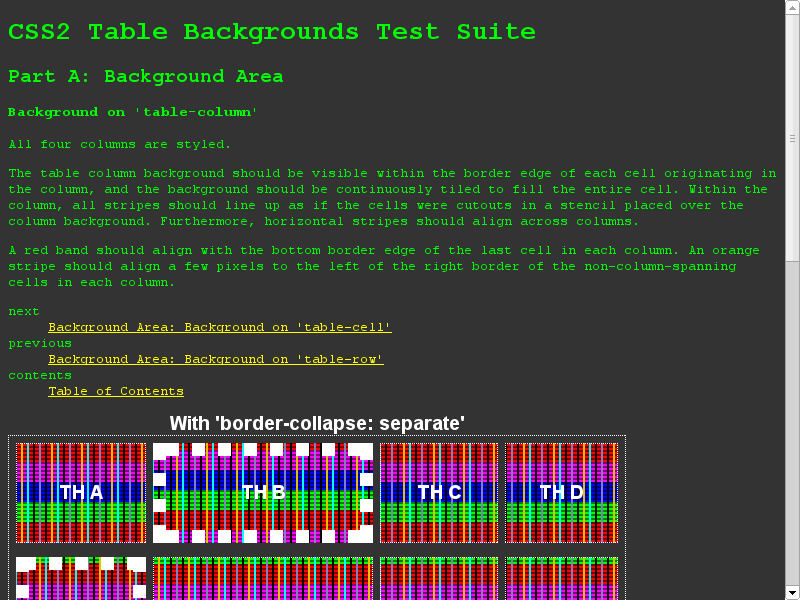 CSS2 Table Backgrounds Test Suite
Part A: Background Area
Background on 'table-column'
All four columns are styled.
The table column background should be visible within the border edge of each cell originating in
the column, and the background should be continuously tiled to fill the entire cell. Within the
column, all stripes should line up as if the cells were cutouts in a stencil placed over the
column background. Furthermore, horizontal stripes should align across columns.
A red band should align with the bottom border edge of the last cell in each column. An orange
stripe should align a few pixels to the left of the right border of the non-column-spanning
cells in each column.
next
Background Area: Background on 'table-cell'
previous
Background Area: Background on 'table-row'
contents
Table of Contents
With 'border-collapse: separate'
TH A TH B TH C TH D